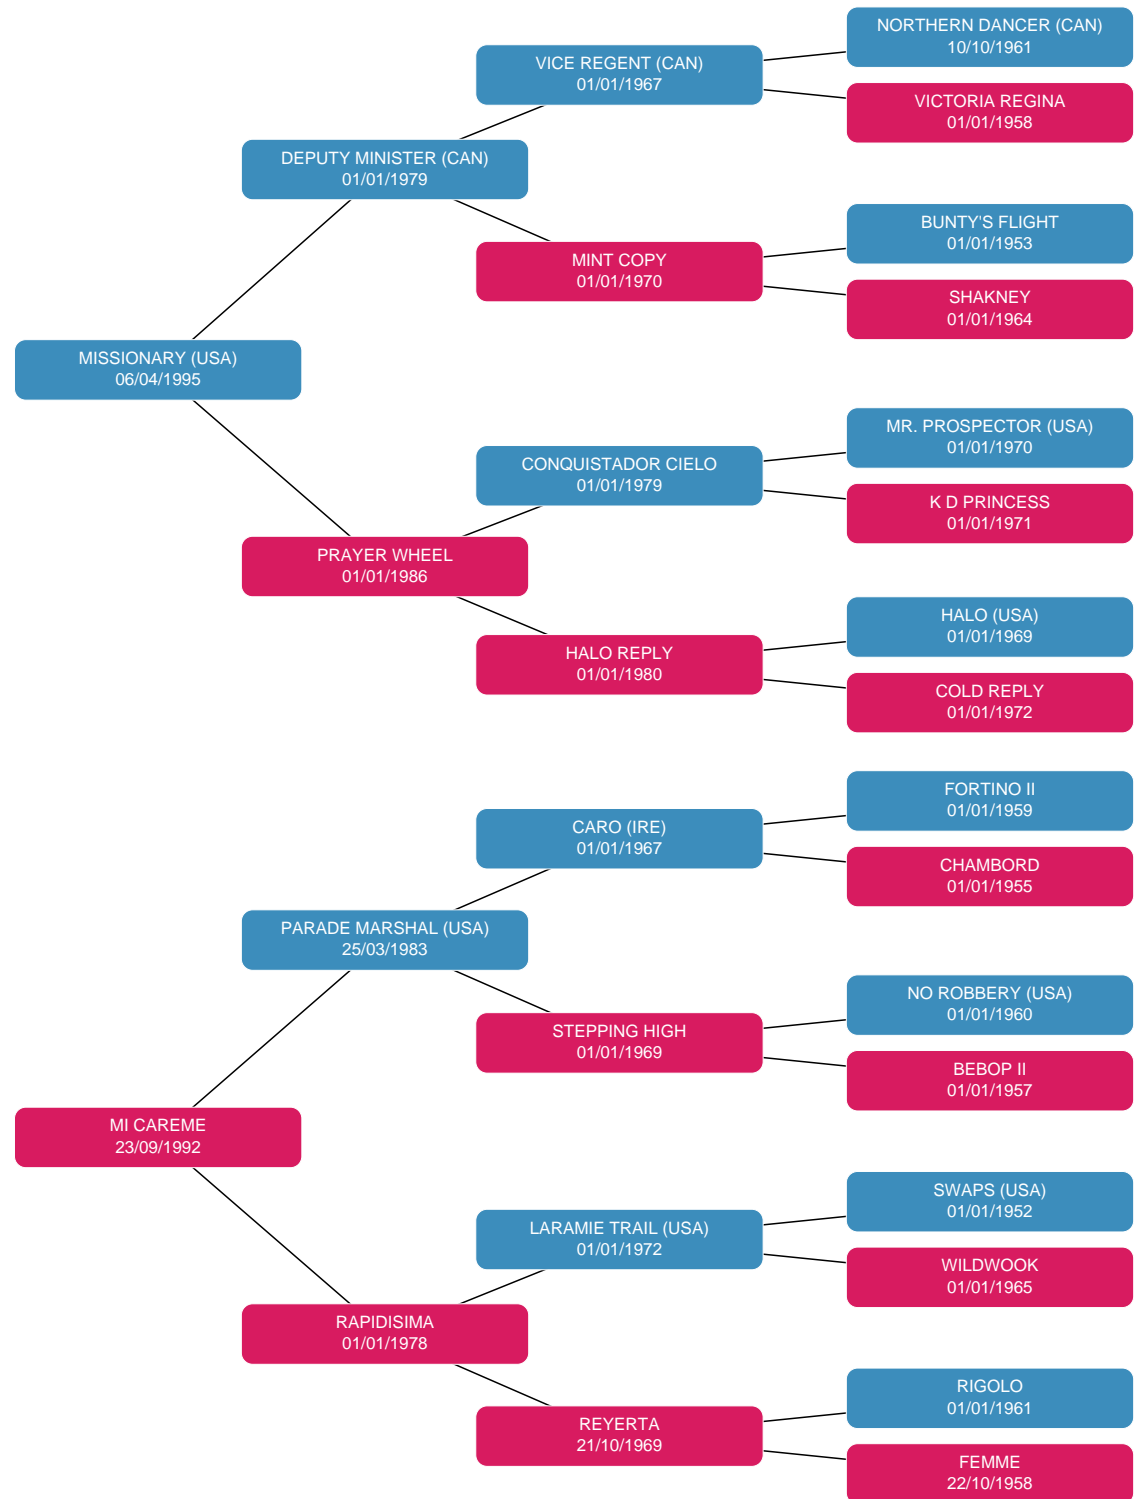 NORTHERN DANCER (CAN)
10/10/1961
VICE REGENT (CAN)
01/01/1967
VICTORIA REGINA
01/01/1958
DEPUTY MINISTER (CAN)
01/01/1979
BUNTY'S FLIGHT
01/01/1953
MINT COPY
01/01/1970
SHAKNEY
01/01/1964
MISSIONARY (USA)
06/04/1995
MR. PROSPECTOR (USA)
01/01/1970
CONQUISTADOR CIELO
01/01/1979
K D PRINCESS
01/01/1971
PRAYER WHEEL
01/01/1986
HALO (USA)
01/01/1969
HALO REPLY
01/01/1980
COLD REPLY
01/01/1972
FORTINO II
01/01/1959
CARO (IRE)
01/01/1967
CHAMBORD
01/01/1955
PARADE MARSHAL (USA)
25/03/1983
NO ROBBERY (USA)
01/01/1960
STEPPING HIGH
01/01/1969
BEBOP II
01/01/1957
MI CAREME
23/09/1992
SWAPS (USA)
01/01/1952
LARAMIE TRAIL (USA)
01/01/1972
WILDWOOK
01/01/1965
RAPIDISIMA
01/01/1978
RIGOLO
01/01/1961
REYERTA
21/10/1969
FEMME
22/10/1958